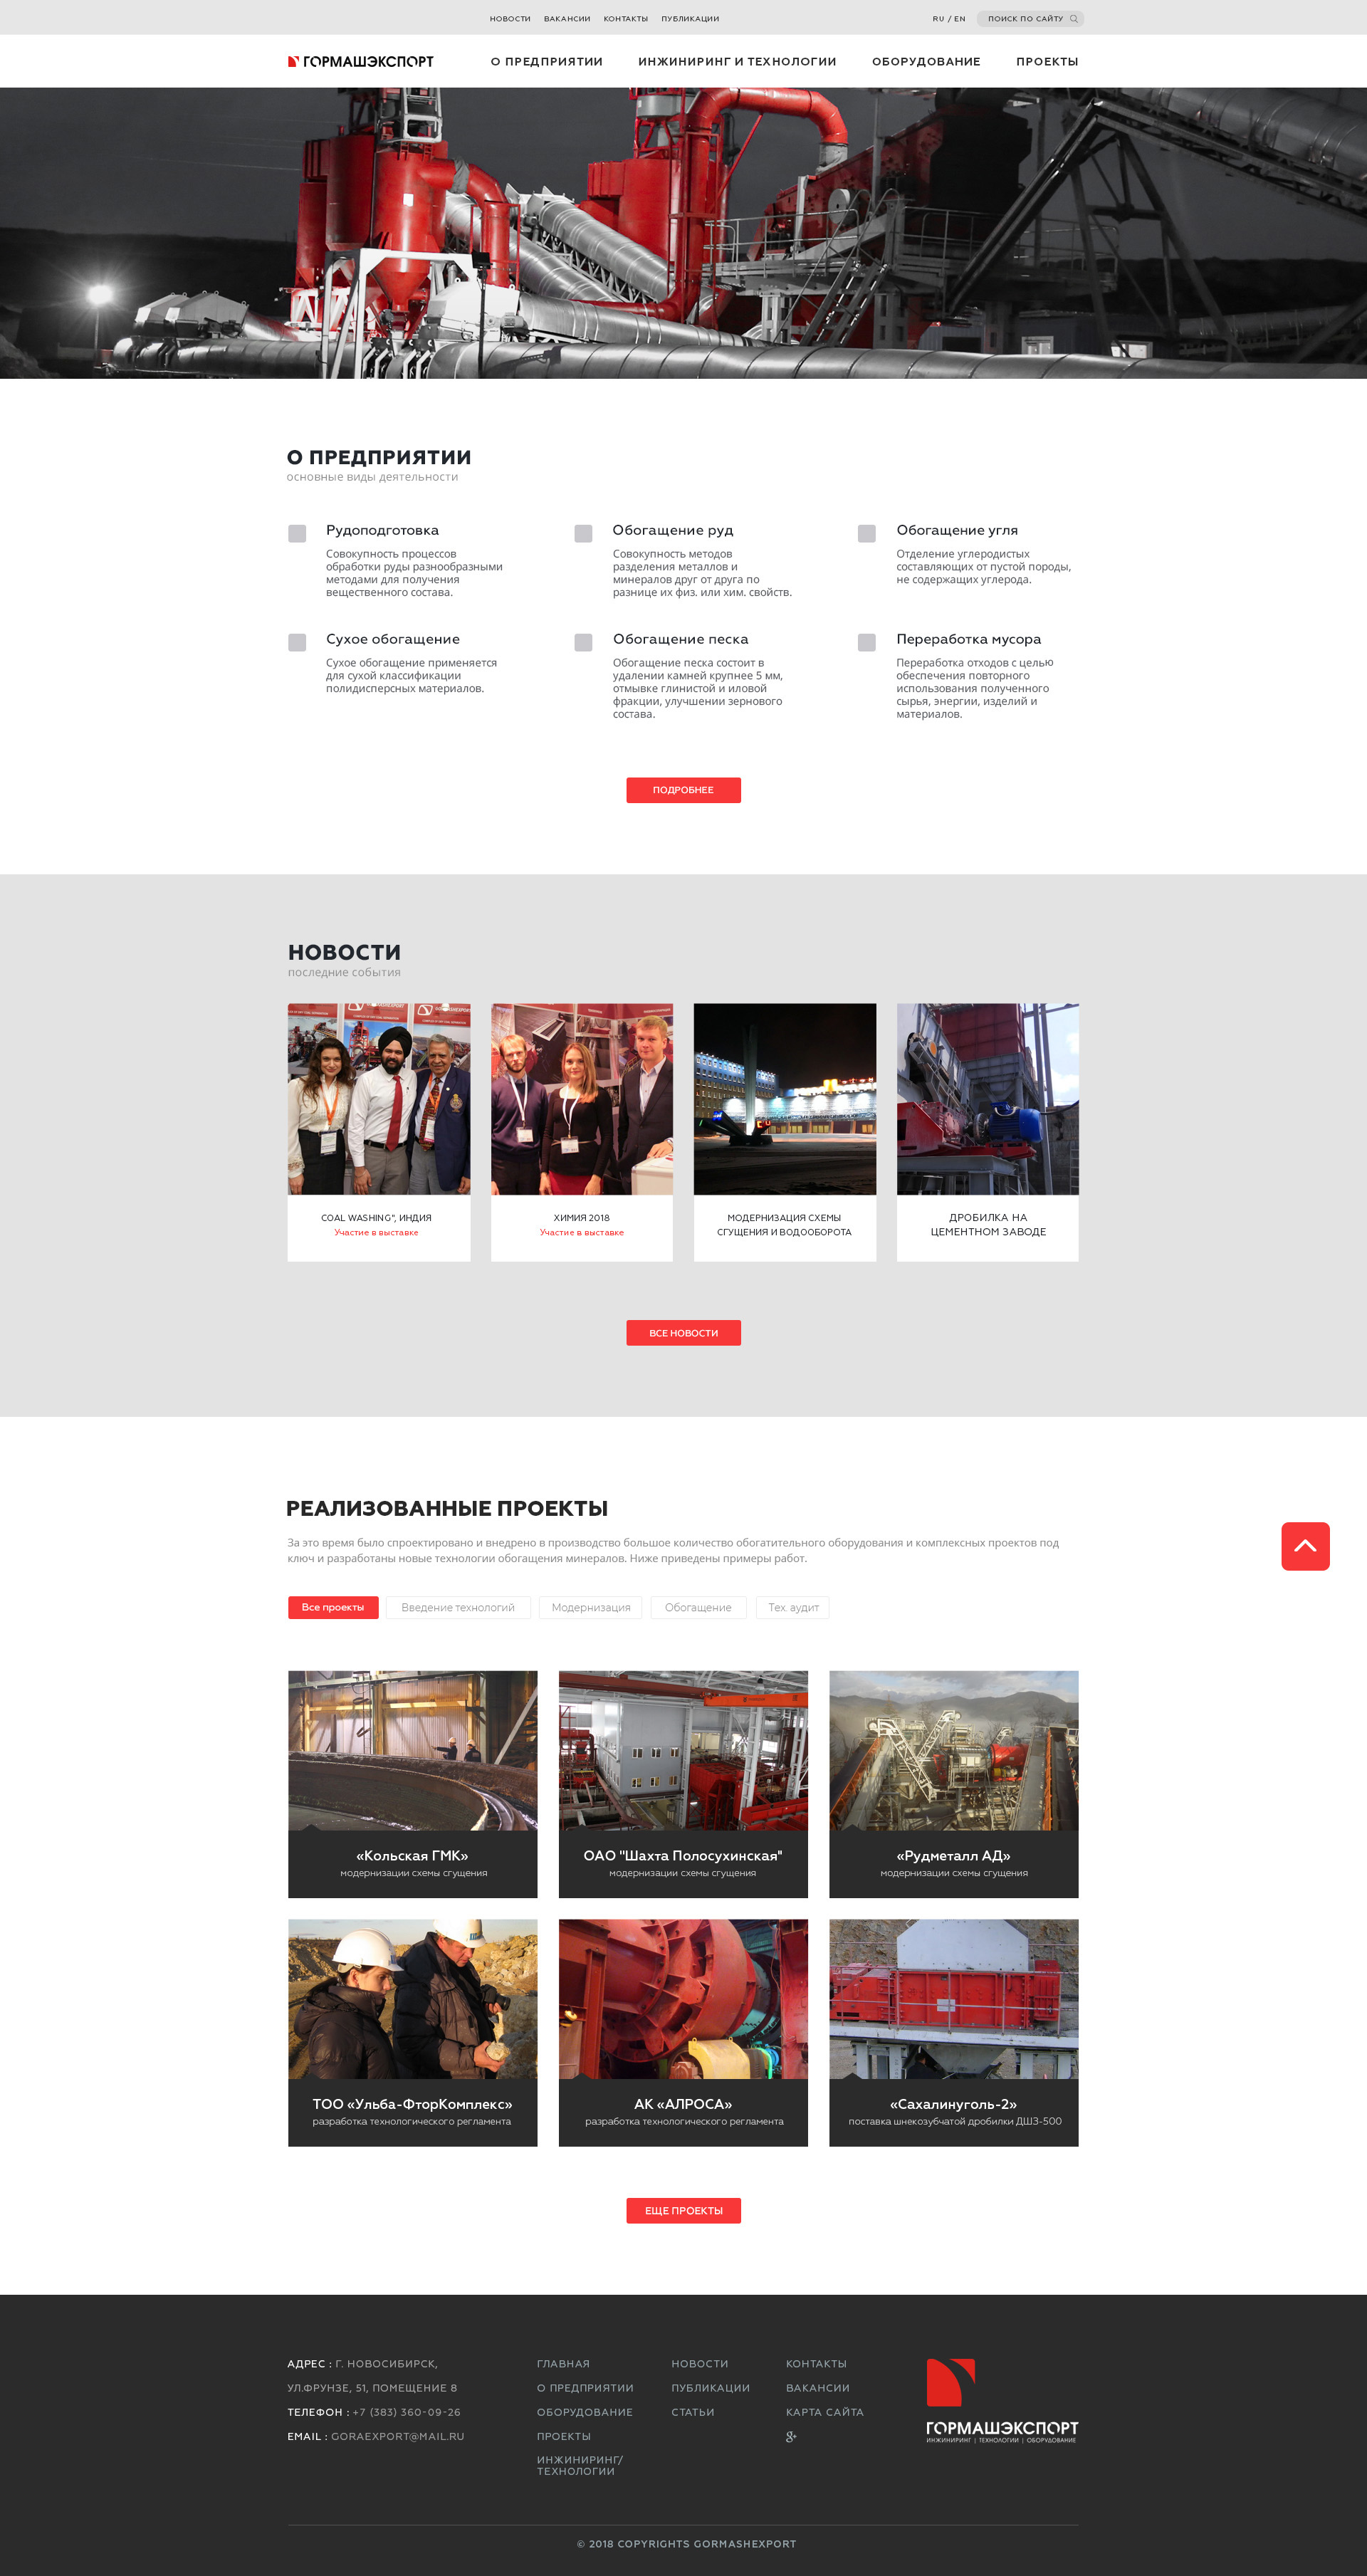 НОВОСТИ ВАКАНСИИ КОНТАКТЫ ПУБЛИКАЦИИ RU / EN ПОИСК ПО САЙТУ
ГОРМАШЭКСПОРТ О ПРЕДПРИЯТИИ ИНЖИНИРИНГ И ТЕХНОЛОГИИ ОБОРУДОВАНИЕ ПРОЕКТЫ
О ПРЕДПРИЯТИИ
основные виды деятельности
Рудоподготовка
Совокупность процессов
обработки руды разнообразными
методами для получения
вещественного состава.
Обогащение руд
Совокупность методов
разделения металлов и
минералов друг от друга по
разнице их физ. или хим. свойств.
Обогащение угля
Отделение углеродистых
составляющих от пустой породы,
не содержащих углерода.
Сухое обогащение
Сухое обогащение применяется
для сухой классификации
полидисперсных материалов.
Обогащение песка
Обогащение песка состоит в
удалении камней крупнее 5 мм,
отмывке глинистой и иловой
фракции, улучшении зернового
состава.
Переработка мусора
Переработка отходов с целью
обеспечения повторного
использования полученного
сырья, энергии, изделий и
материалов.
ПОДРОБНЕЕ
НОВОСТИ
последние события
COAL WASHING", ИНДИЯ
Участие в выставке
ХИМИЯ 2018
Участие в выставке
МОДЕРНИЗАЦИЯ СХЕМЫ
СГУЩЕНИЯ И ВОДООБОРОТА
ДРОБИЛКА НА
ЦЕМЕНТНОМ ЗАВОДЕ
ВСЕ НОВОСТИ
РЕАЛИЗОВАННЫЕ ПРОЕКТЫ
За это время было спроектировано и внедрено в производство большое количество обогатительного оборудования и комплексных проектов под
ключ и разработаны новые технологии обогащения минералов. Ниже приведены примеры работ.
Все проекты Введение технологий Модернизация Обогащение Тех. аудит
«Кольская ГМК»
модернизации схемы сгущения
ОАО "Шахта Полосухинская"
модернизации схемы сгущения
«Рудметалл АД»
модернизации схемы сгущения
ТОО «Ульба-ФторКомплекс»
разработка технологического регламента
АК «АЛРОСА»
разработка технологического регламента
«Сахалинуголь-2»
поставка шнекозубчатой дробилки ДШЗ-500
ЕЩЕ ПРОЕКТЫ
АДРЕС : Г. НОВОСИБИРСК,
УЛ.ФРУНЗЕ, 51, ПОМЕЩЕНИЕ 8
ТЕЛЕФОН : +7 (383) 360-09-26
EMAIL : GORAEXPORT@MAIL.RU
ГЛАВНАЯ
О ПРЕДПРИЯТИИ
ОБОРУДОВАНИЕ
ПРОЕКТЫ
ИНЖИНИРИНГ/
ТЕХНОЛОГИИ
НОВОСТИ
ПУБЛИКАЦИИ
СТАТЬИ
КОНТАКТЫ
ВАКАНСИИ
КАРТА САЙТА
g+
ГОРМАШЭКСПОРТ
ИНЖИНИРИНГ | ТЕХНОЛОГИИ | ОБОРУДОВАНИЕ
© 2018 COPYRIGHTS GORMASHEXPORT